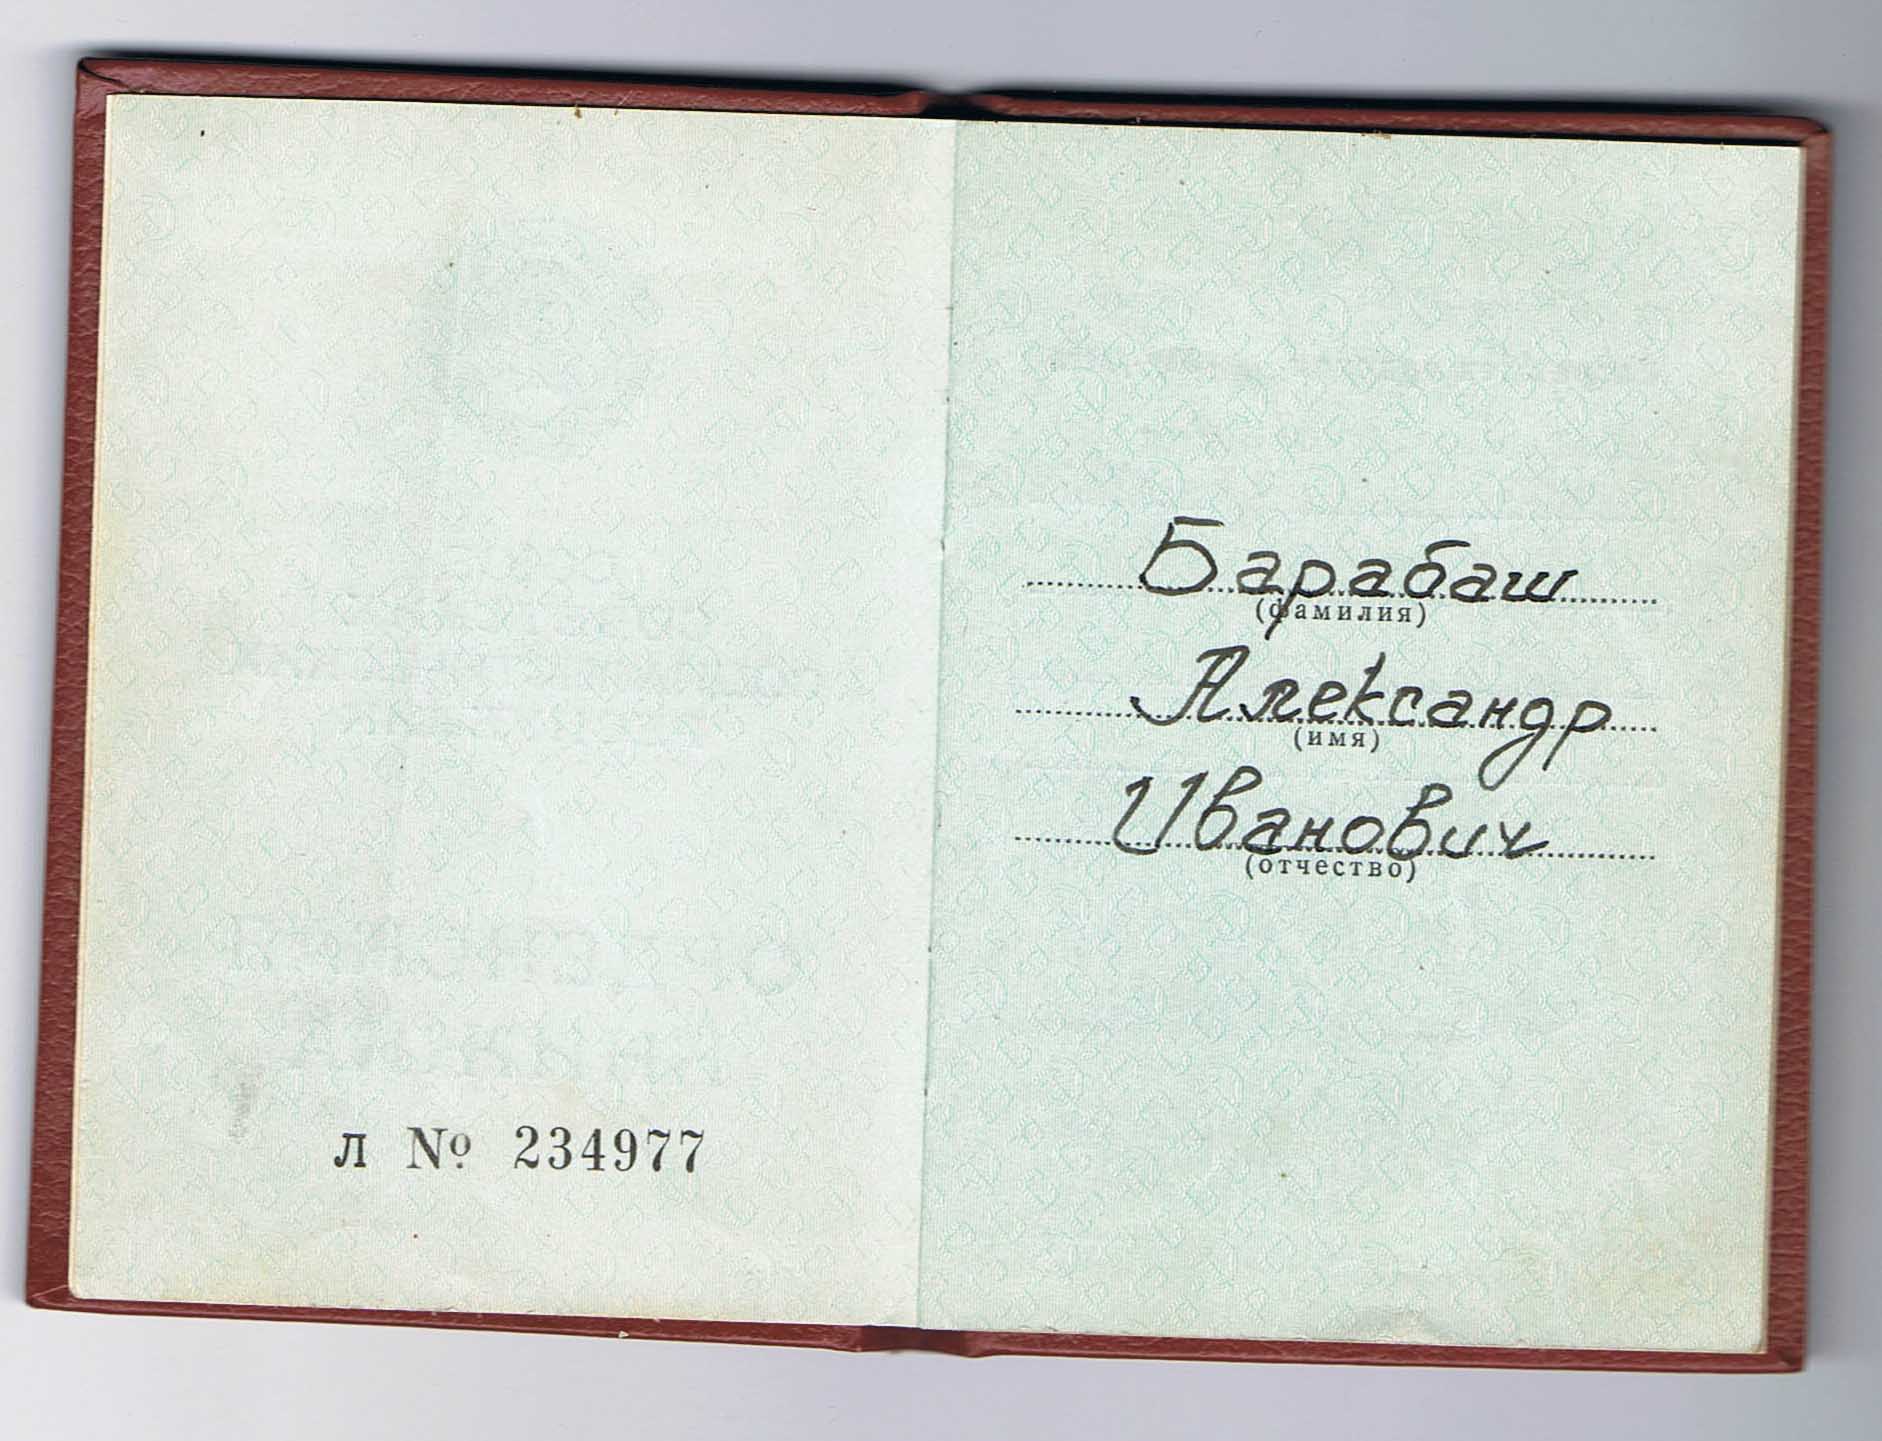 Барабаш
(фамилия)
Александр
(имя)
Иванович
(отчество)
л № 234977